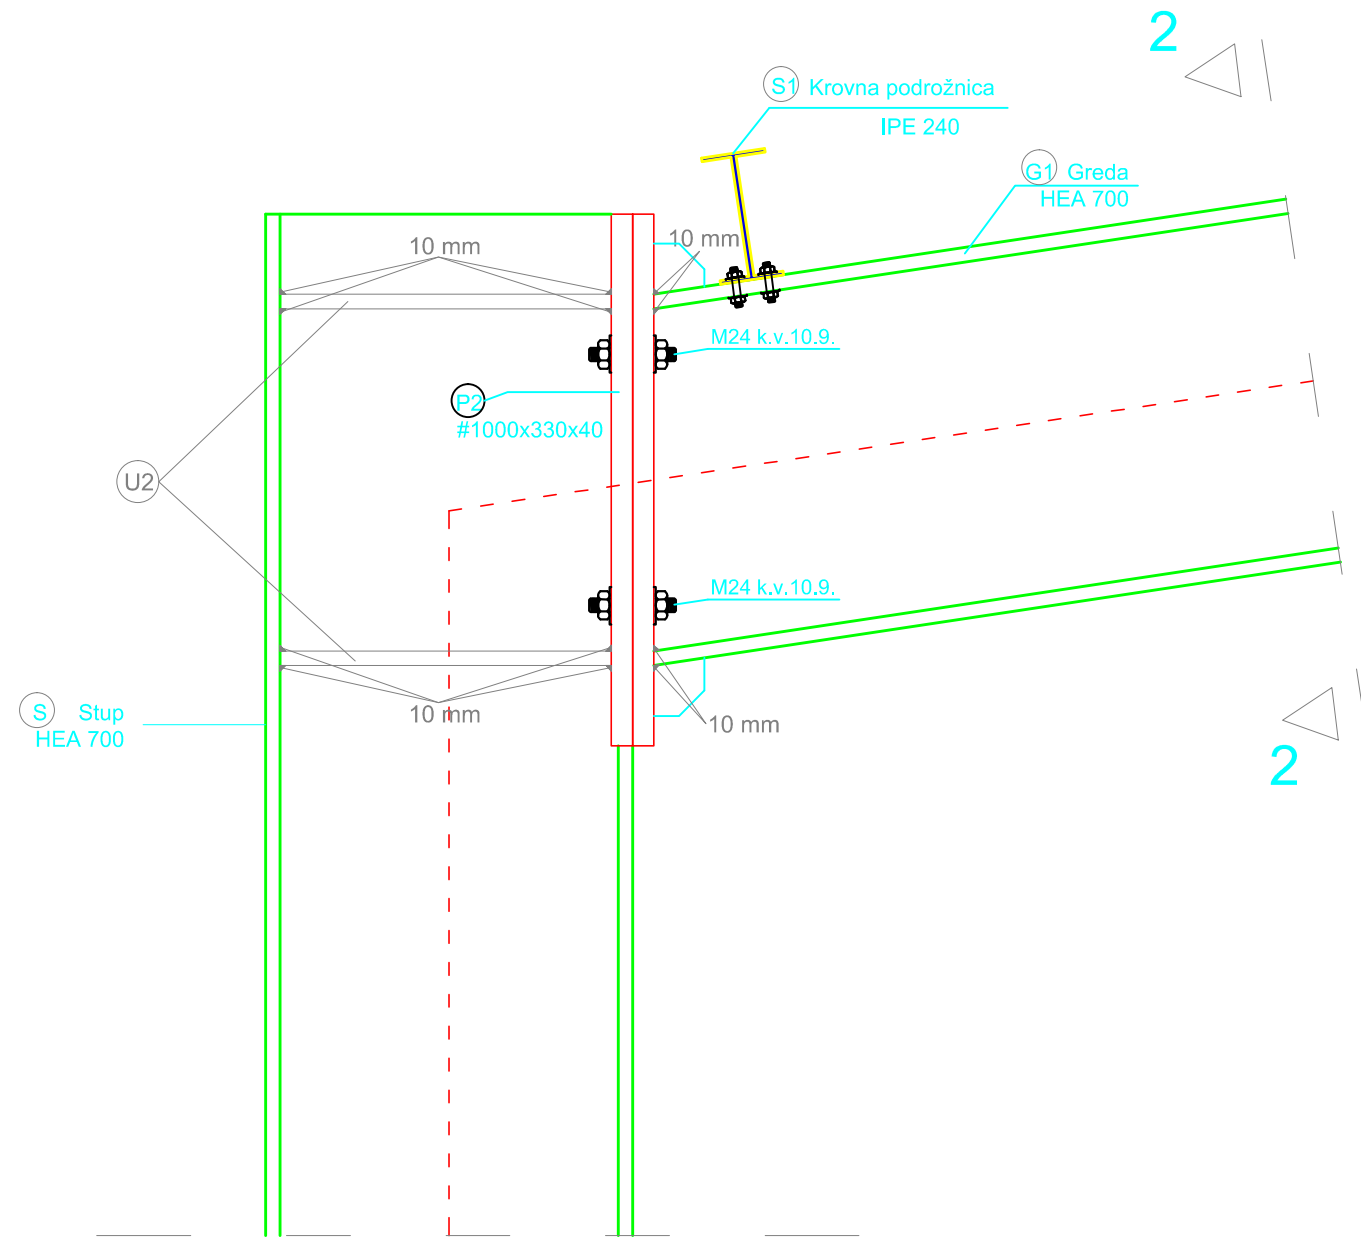 2
S1 Krovna podrožnica
IPE 240
G1 Greda
HEA 700
10 mm
10 mm
M24 k.v.10.9.
P2
#1000x330x40
U2
M24 k.v.10.9.
S Stup
HEA 700
10 mm
10 mm
2